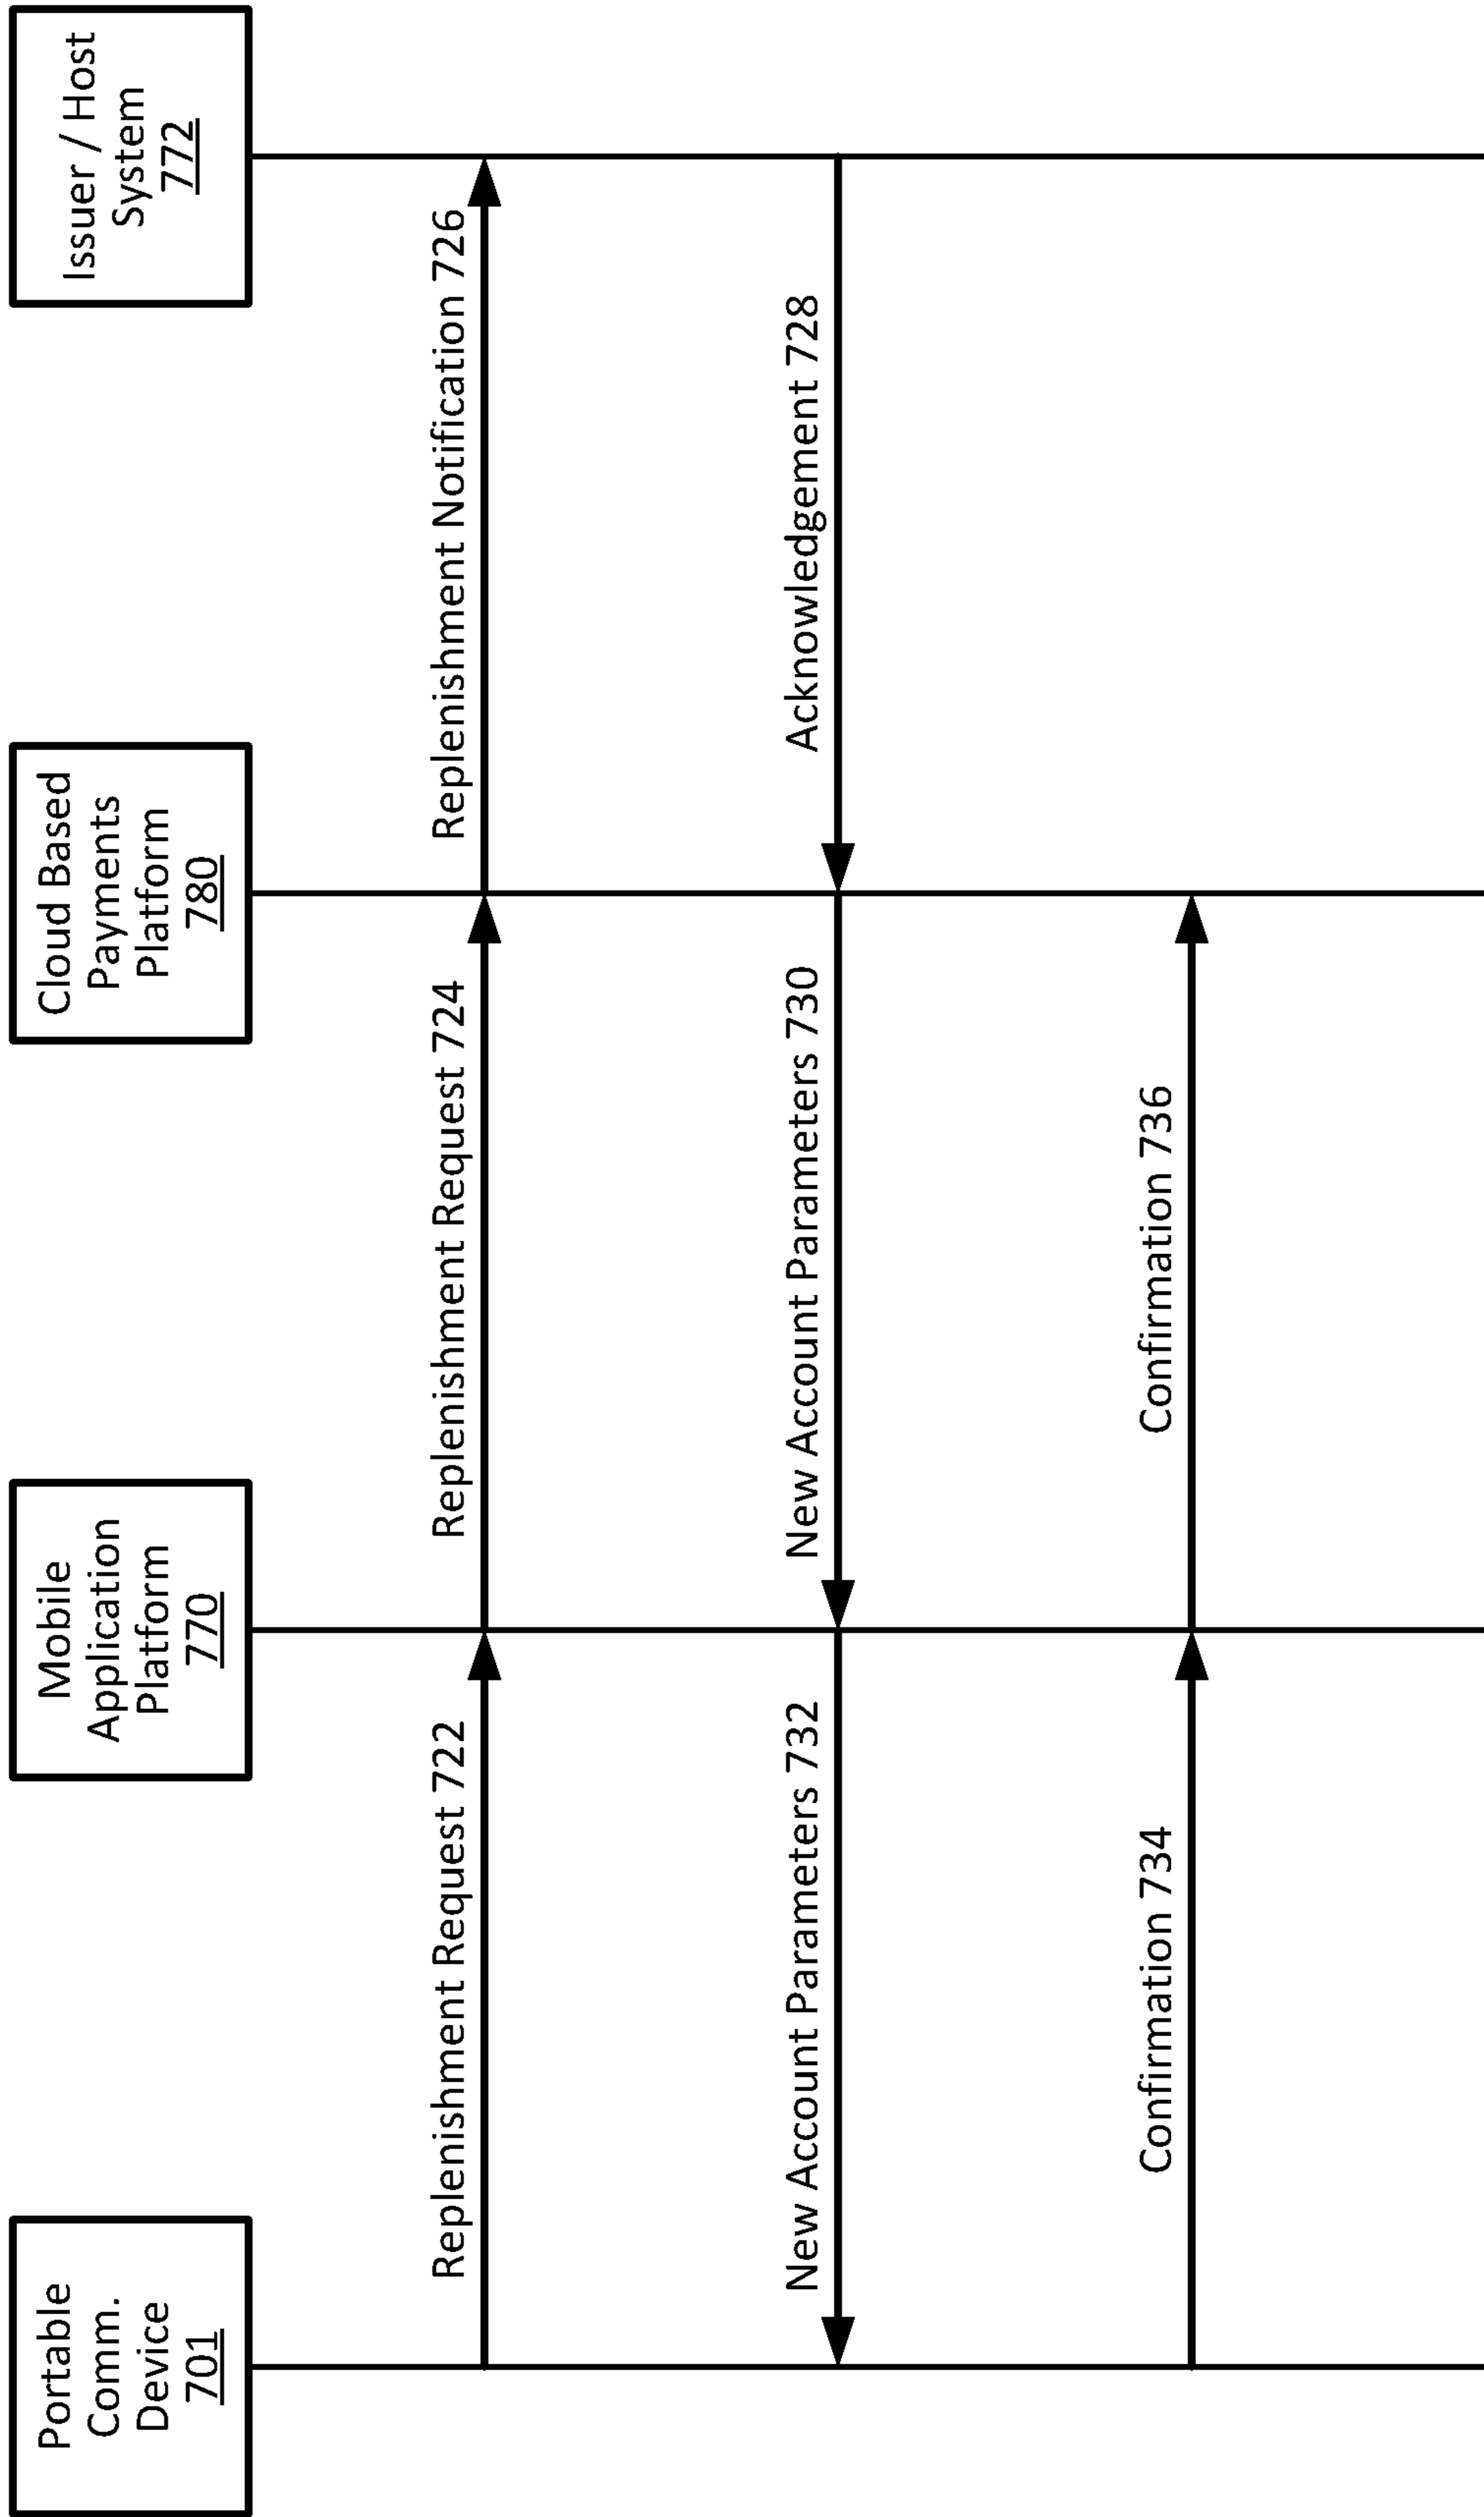 Portable
Comm.
Device
701
Mobile
Application
Platform
770
Cloud Based
Payments
Platform
780
Issuer / Host
System
772
Replenishment Request 722
Replenishment Request 724
Replenishment Notification 726
New Account Parameters 732
New Account Parameters 730
Acknowledgement 728
Confirmation 734
Confirmation 736